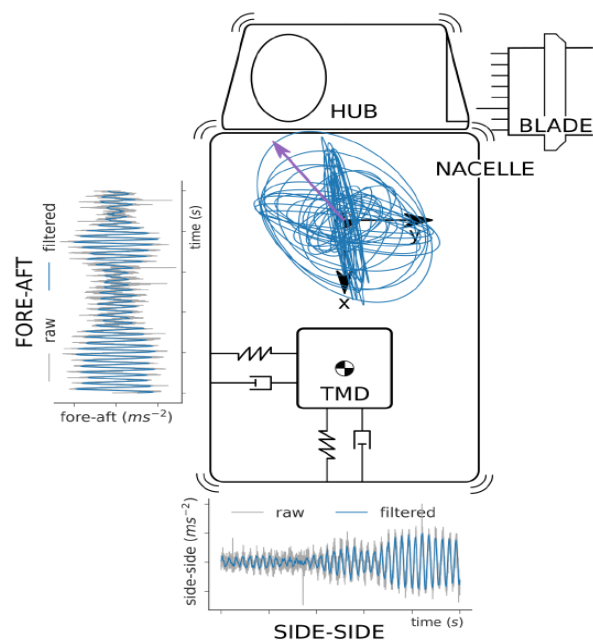 HUB
BLADE
NACELLE
y
x
TMD
FORE-AFT
raw
filtered
time (s)
fore-aft (ms⁻²)
side-side (ms⁻²)
raw
filtered
time (s)
SIDE-SIDE